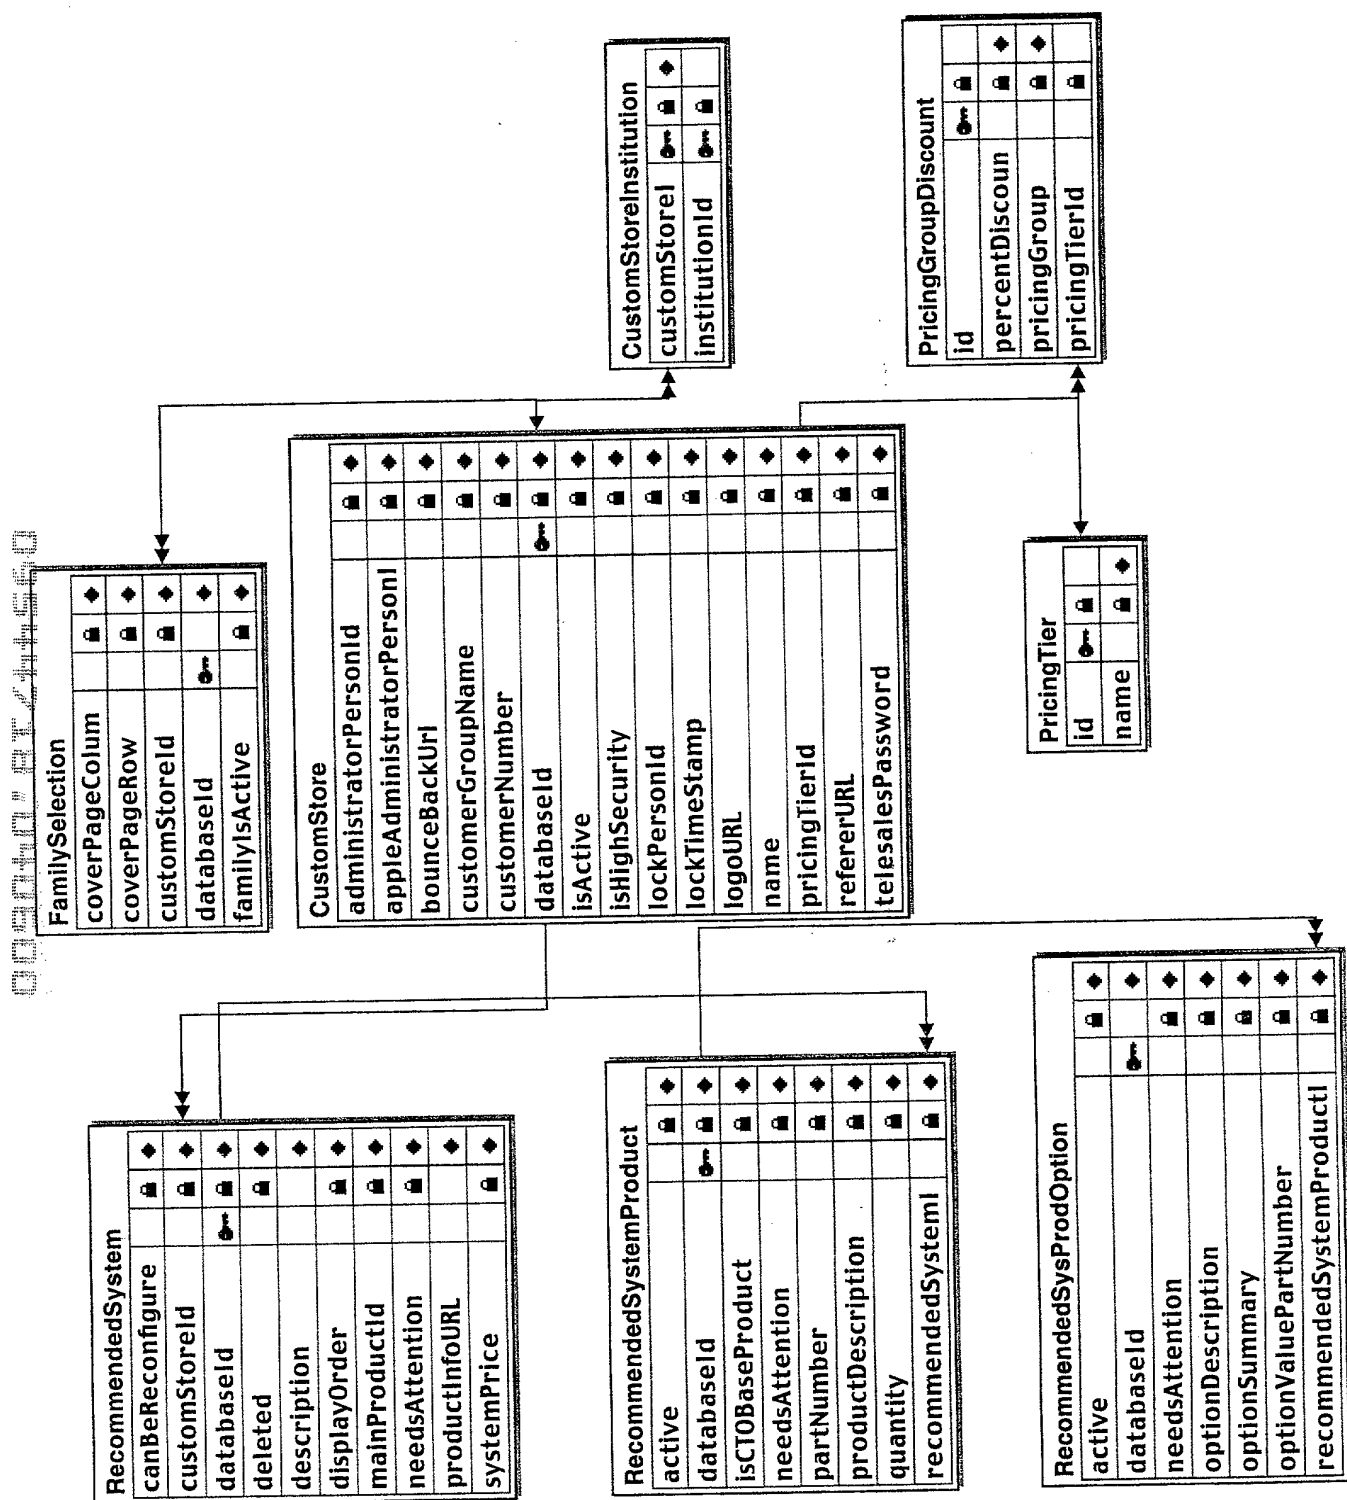 RecommendedSystem
canBeReconfigure
customStoreId
databaseId
deleted
description
displayOrder
mainProductId
needsAttention
productInfoURL
systemPrice
RecommendedSystemProduct
active
databaseId
isCTOBaseProduct
needsAttention
partNumber
productDescription
quantity
recommendedSystemI
RecommendedSysProdOption
active
databaseId
needsAttention
optionDescription
optionSummary
optionValuePartNumber
recommendedSystemProductI
FamilySelection
coverPageColum
coverPageRow
customStoreId
databaseId
familyIsActive
CustomStore
administratorPersonId
appleAdministratorPersonI
bounceBackUrl
customerGroupName
customerNumber
databaseId
isActive
isHighSecurity
lockPersonId
lockTimeStamp
logoURL
name
pricingTierId
refererURL
telesalesPassword
PricingTier
id
name
CustomStoreInstitution
customStoreI
institutionId
PricingGroupDiscount
id
percentDiscoun
pricingGroup
pricingTierId